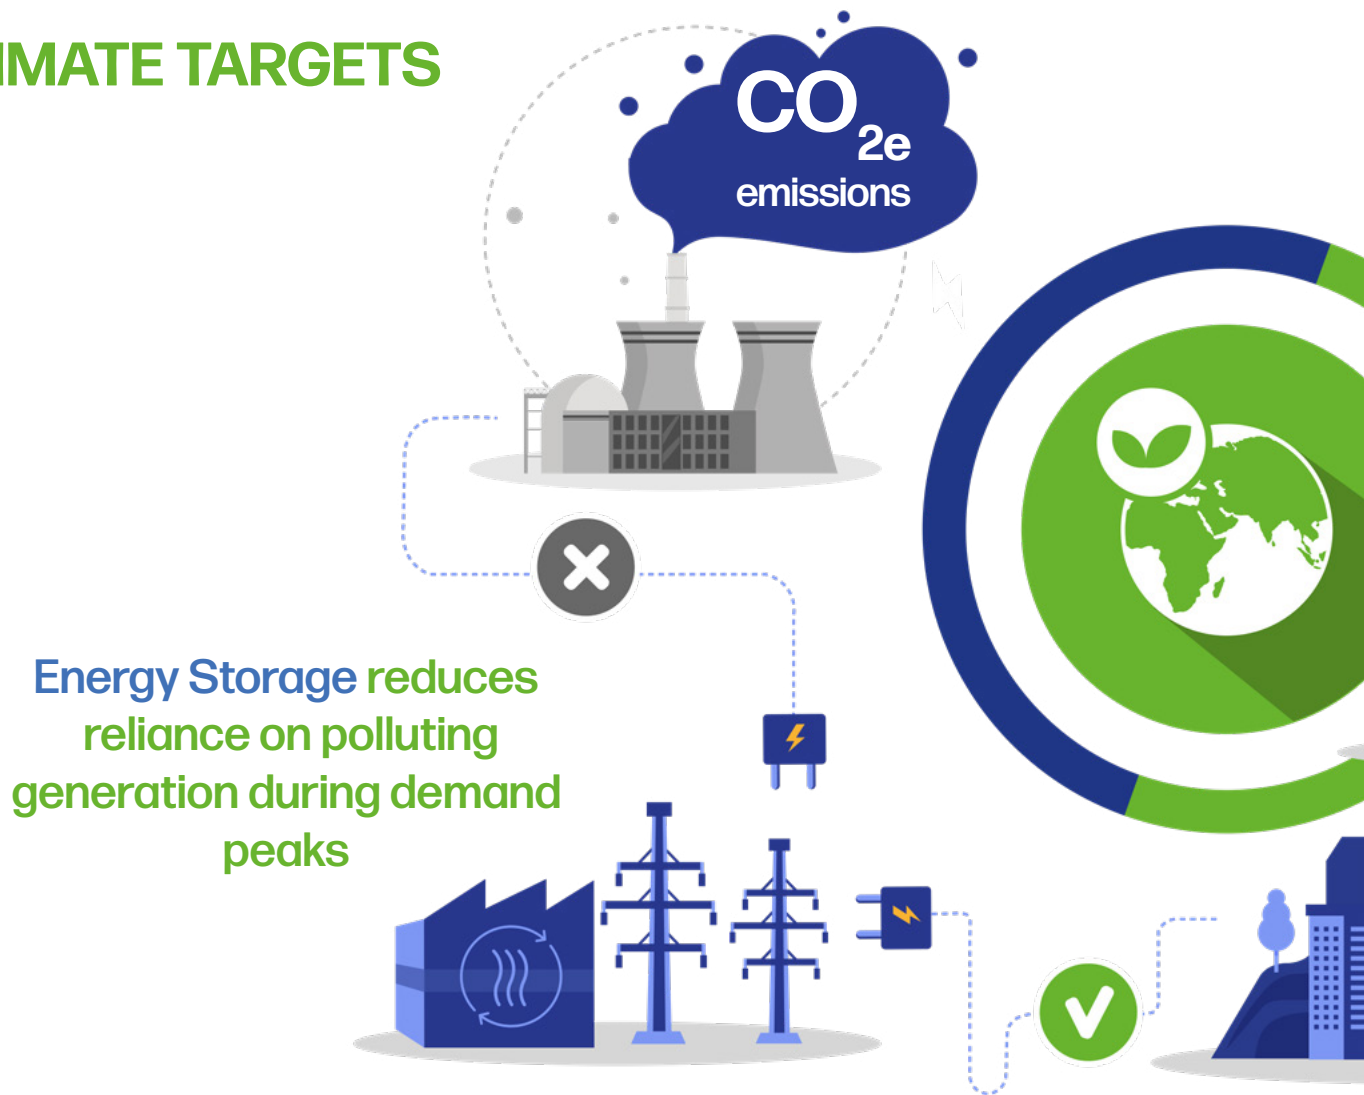 IMATE TARGETS
CO2e
emissions
Energy Storage reduces
reliance on polluting
generation during demand
peaks